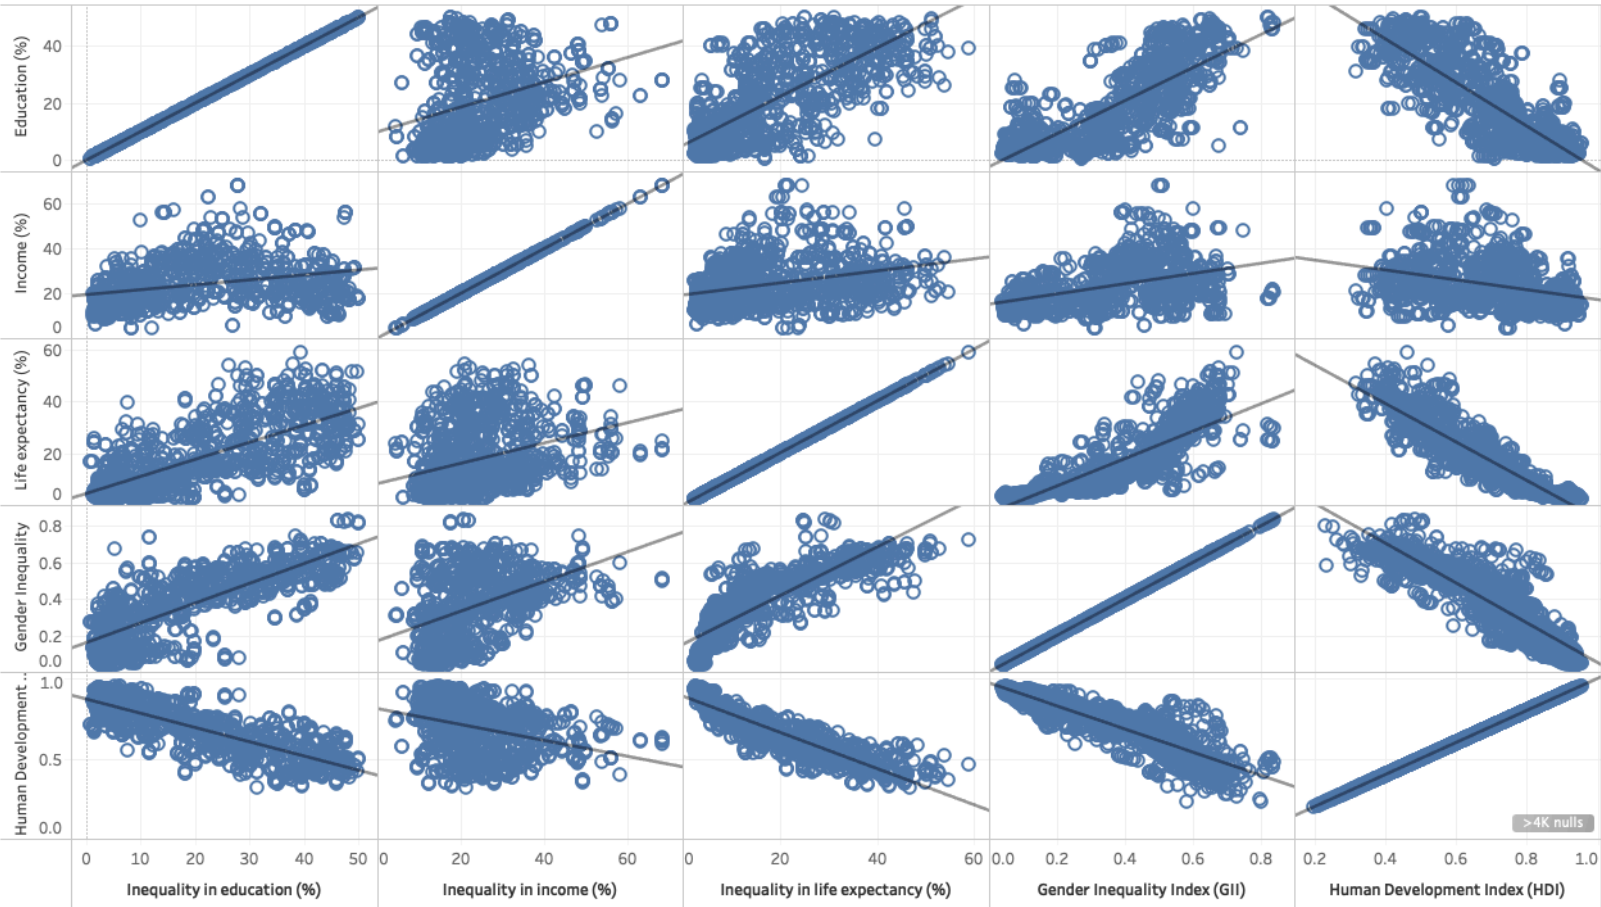 Education (%)
40
20
0
Income (%)
60
40
20
0
Life expectancy (%)
60
40
20
0
Gender Inequality
0.8
0.6
0.4
0.2
0.0
Human Development ..
1.0
0.5
0.0
>4K nulls
0 10 20 30 40 50 0 20 40 60 0 20 40 60 0.0 0.2 0.4 0.6 0.8 0.2 0.4 0.6 0.8 1.0
Inequality in education (%) Inequality in income (%) Inequality in life expectancy (%) Gender Inequality Index (GII) Human Development Index (HDI)